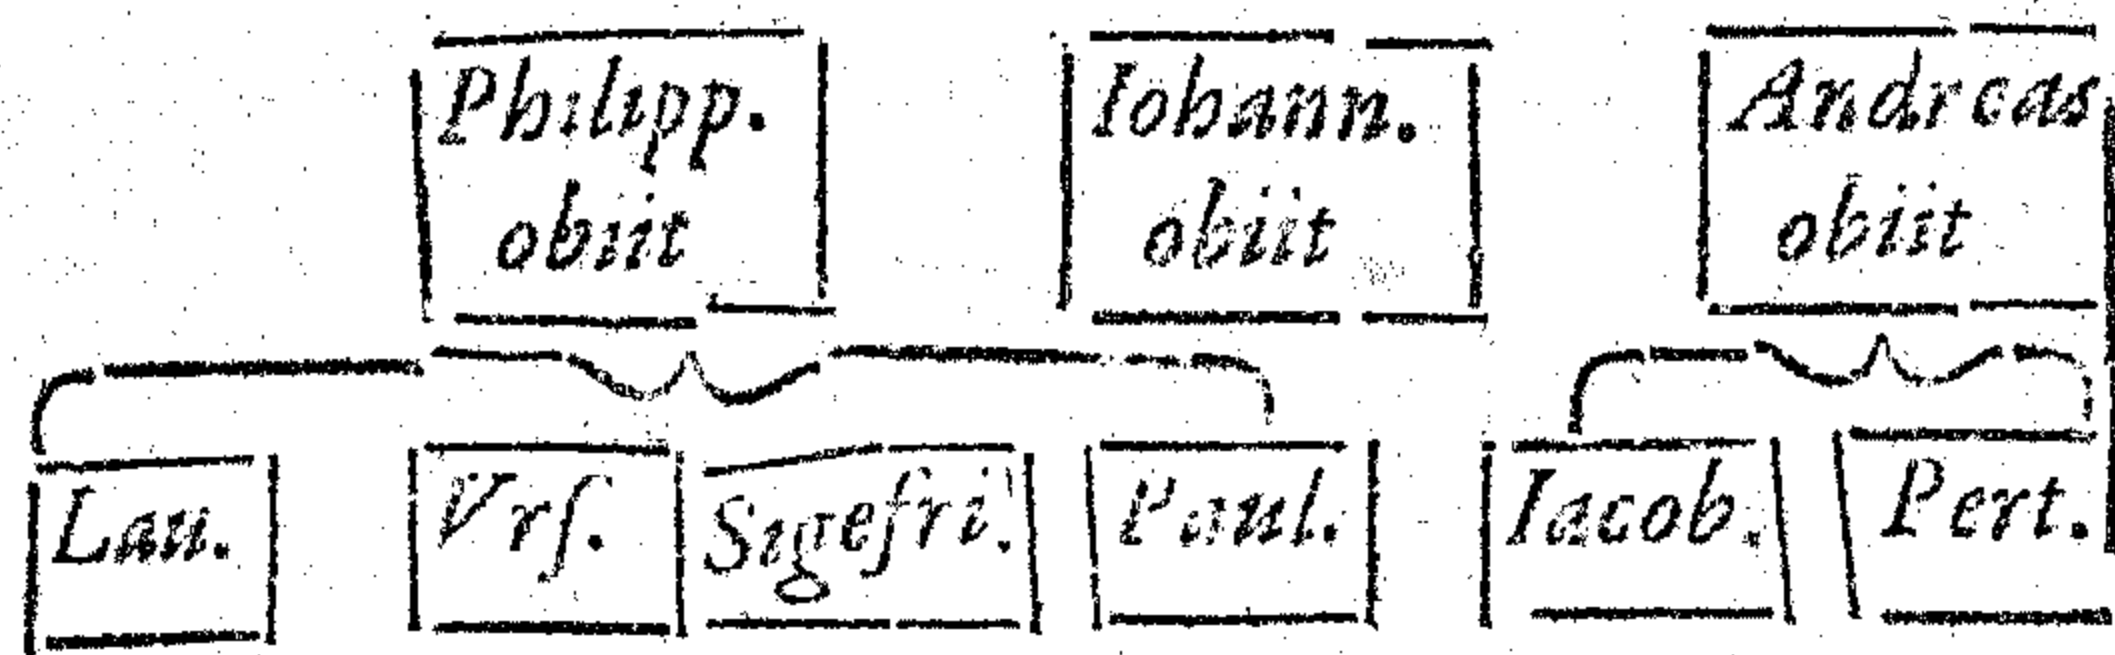 Philipp.
obiit
Iohann.
obiit
Andreas
obiit
Lau.
Vrſ.
Sigefri.
Paul.
Iacob.
Pert.